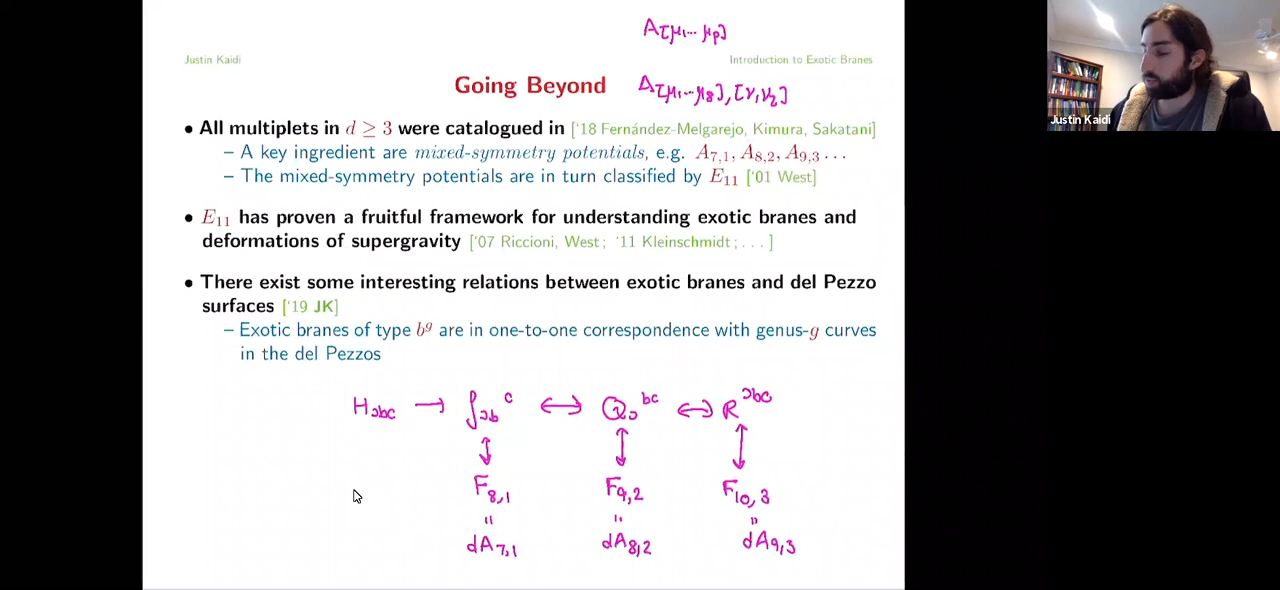 A[μ₁...μp]
Justin Kaidi
Introduction to Exotic Branes
Going Beyond
A[μ₁...μ₈],[ν₁ν₂]
• All multiplets in d ≥ 3 were catalogued in ['18 Fernández-Melgarejo, Kimura, Sakatani]
– A key ingredient are mixed-symmetry potentials, e.g. A₇,₁, A₈,₂, A₉,₃ . . .
– The mixed-symmetry potentials are in turn classified by E₁₁ ['01 West]
• E₁₁ has proven a fruitful framework for understanding exotic branes and
deformations of supergravity ['07 Riccioni, West ; '11 Kleinschmidt ; . . . ]
• There exist some interesting relations between exotic branes and del Pezzo
surfaces ['19 JK]
– Exotic branes of type bᵍ are in one-to-one correspondence with genus-g curves
in the del Pezzos
H_abc → f_ab^c ↔ Q_a^bc ↔ R^abc
↕ ↕ ↕
F₈,₁ F₉,₂ F₁₀,₃
= = =
dA₇,₁ dA₈,₂ dA₉,₃
Justin Kaidi